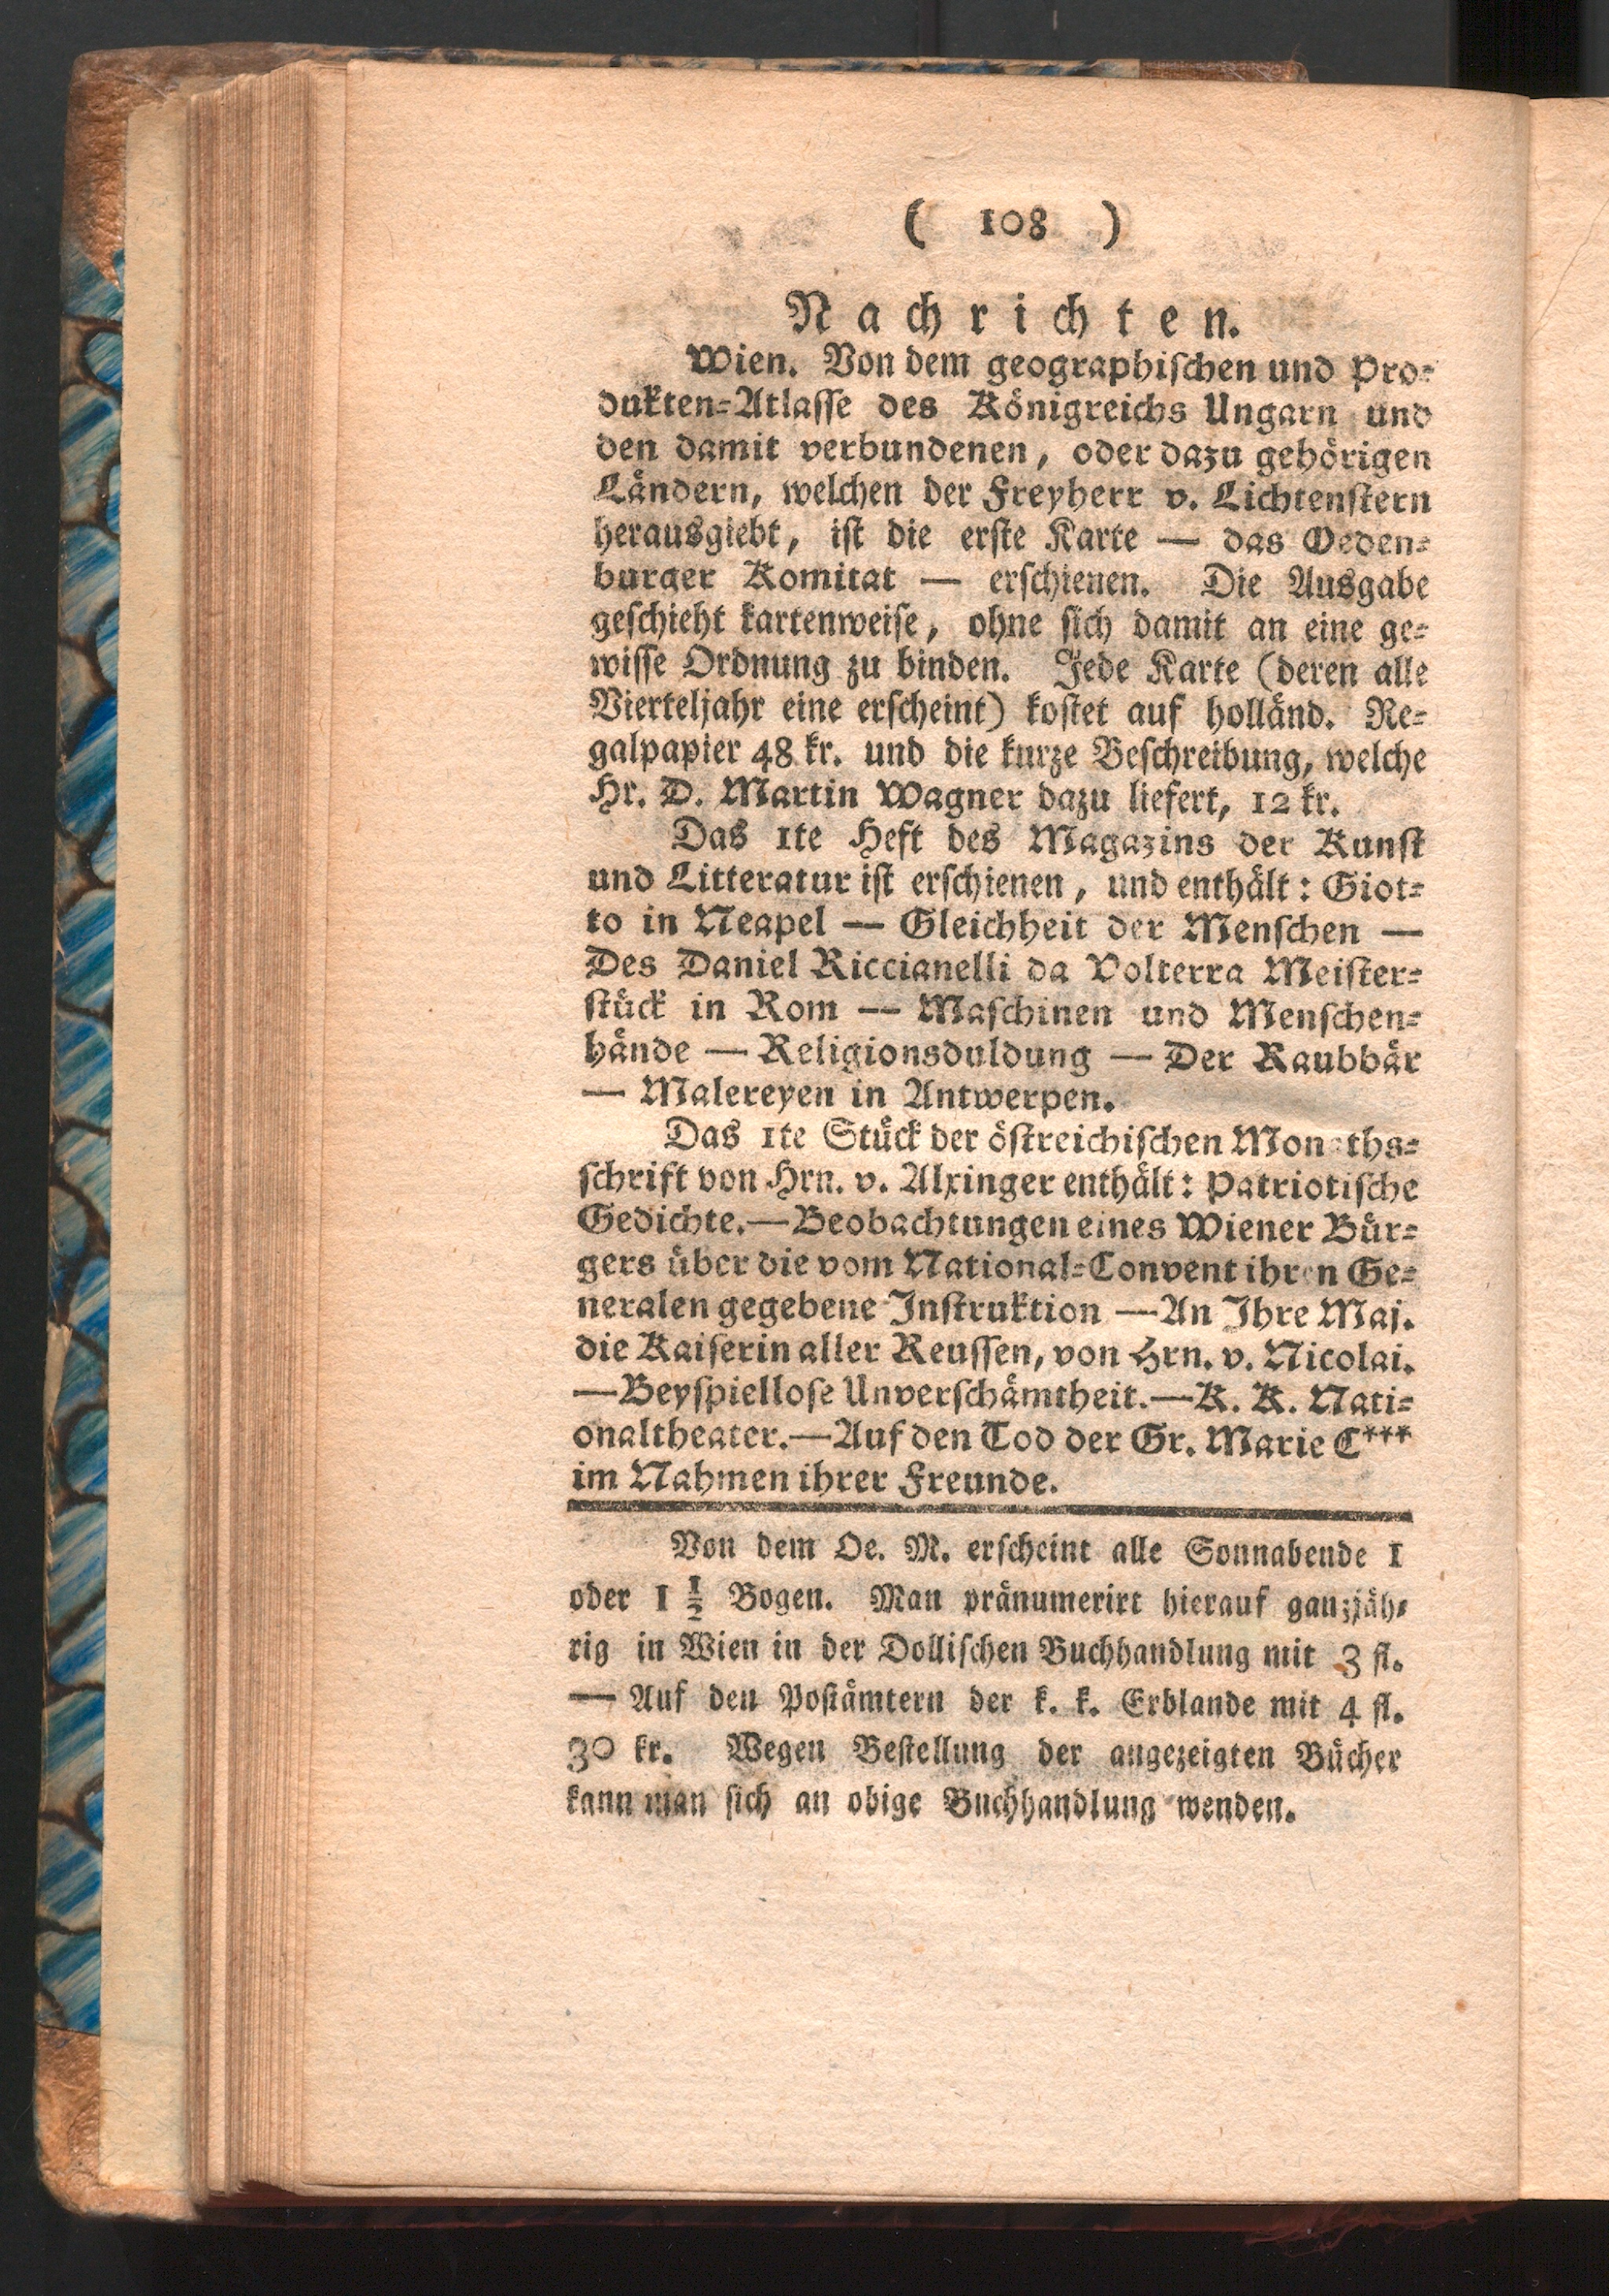 ( 108 )
Nachrichten.
Wien. Von dem geographischen und Pro-
dukten-Atlasse des Königreichs Ungarn und
den damit verbundenen, oder dazu gehörigen
Ländern, welchen der Freyherr v. Lichtenstern
herausgiebt, ist die erste Karte — das Oeden-
burger Komitat — erschienen. Die Ausgabe
geschieht kartenweise, ohne sich damit an eine ge-
wisse Ordnung zu binden. Jede Karte (deren alle
Vierteljahr eine erscheint) kostet auf holländ. Re-
galpapier 48 kr. und die kurze Beschreibung, welche
Hr. D. Martin Wagner dazu liefert, 12 kr.
Das 1te Heft des Magazins der Kunst
und Litteratur ist erschienen, und enthält: Giot-
to in Neapel — Gleichheit der Menschen —
Des Daniel Riccianelli da Volterra Meister-
stück in Rom — Maschinen und Menschen-
hände — Religionsduldung — Der Raubbär
— Malereyen in Antwerpen.
Das 1te Stück der östreichischen Monaths-
schrift von Hrn. v. Alxinger enthält: Patriotische
Gedichte.—Beobachtungen eines Wiener Bür-
gers über die vom National-Convent ihren Ge-
neralen gegebene Instruktion —An Ihre Maj.
die Kaiserin aller Reussen, von Hrn. v. Nicolai.
—Beyspiellose Unverschämtheit.—K. K. Nati-
onaltheater.—Auf den Tod der Gr. Marie C***
im Nahmen ihrer Freunde.
Von dem Oe. M. erscheint alle Sonnabende 1
oder 1 ½ Bogen. Man pränumerirt hierauf ganzjäh-
rig in Wien in der Dollischen Buchhandlung mit 3 fl.
— Auf den Postämtern der k. k. Erblande mit 4 fl.
30 kr. Wegen Bestellung der angezeigten Bücher
kann man sich an obige Buchhandlung wenden.